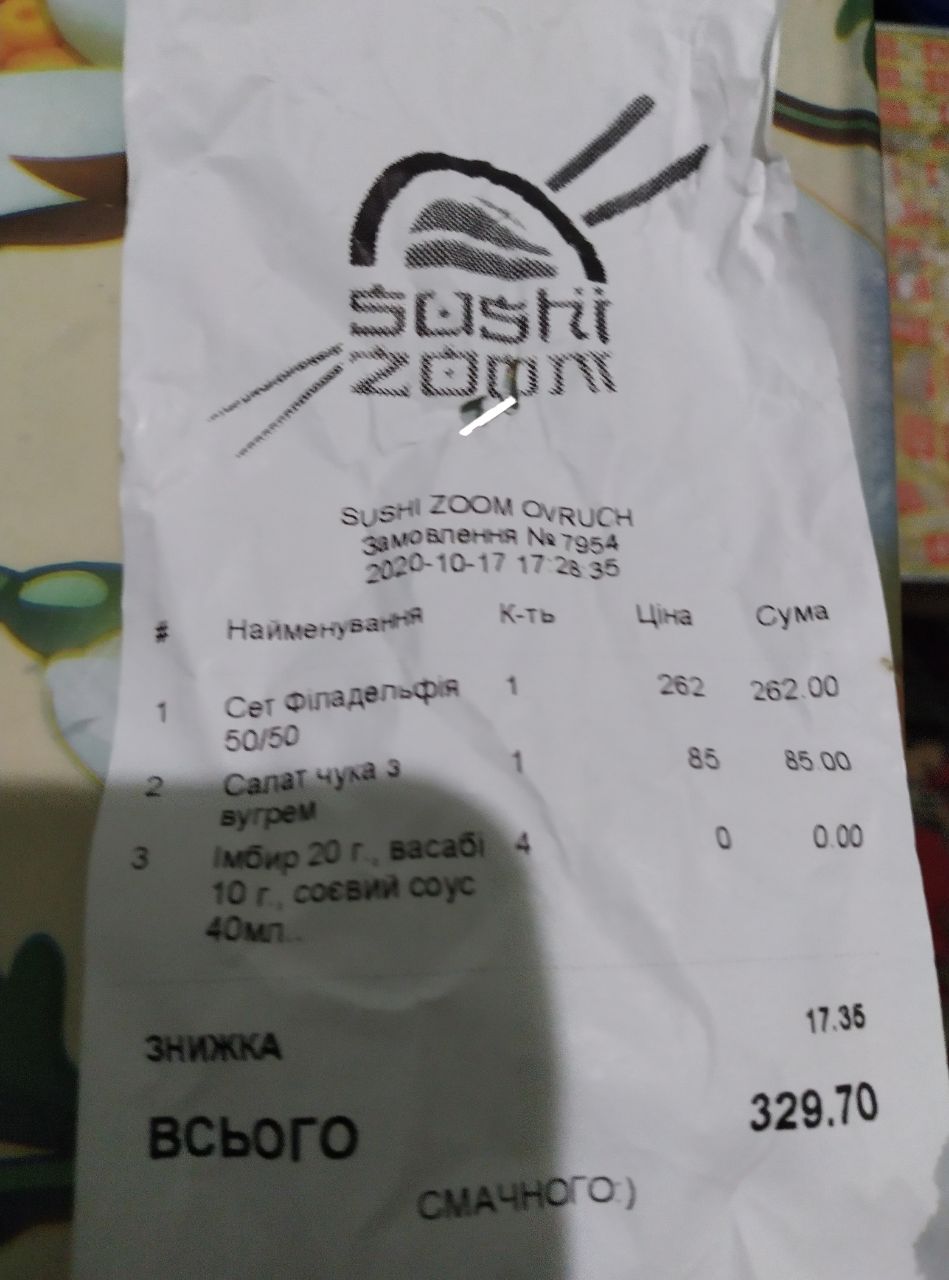 sushi
zoom
SUSHI ZOOM OVRUCH
Замовлення № 7954
2020-10-17 17:28:35
# Найменування К-ть Ціна Сума
1 Сет Філадельфія 1 262 262.00
50/50
2 Салат чука з 1 85 85.00
вугрем
3 Імбир 20 г., васабі 4 0 0.00
10 г., соєвий соус
40мл..
ЗНИЖКА 17.35
ВСЬОГО 329.70
СМАЧНОГО:)